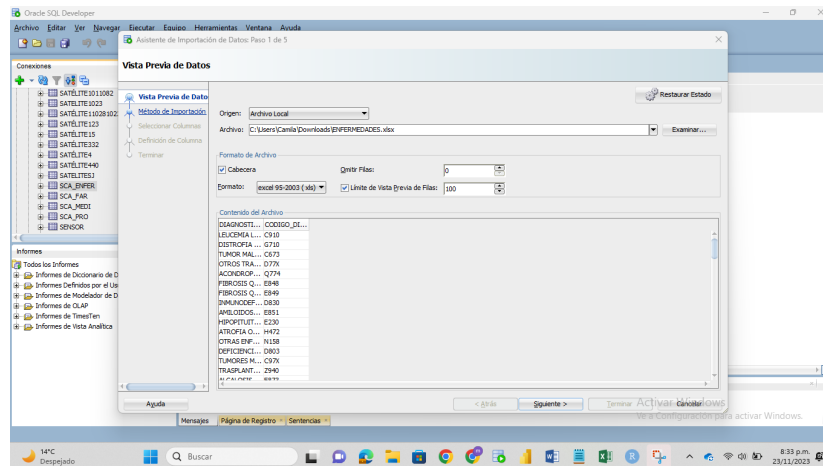 Oracle SQL Developer
Archivo Editar Ver Navegar Ejecutar Equipo Herramientas Ventana Ayuda
Asistente de Importación de Datos: Paso 1 de 5
Conexiones
SATÉLITE1011082
SATÉLITE1023
SATÉLITE11028102
SATÉLITE123
SATÉLITE15
SATÉLITE332
SATÉLITE4
SATÉLITE440
SATELITESJ
SCA_ENFER
SCA_FAR
SCA_MEDI
SCA_PRO
SENSOR
Informes
Todos los Informes
Informes de Diccionario de D
Informes Definidos por el Us
Informes de Modelador de D
Informes de OLAP
Informes de TimesTen
Informes de Vista Analítica
Vista Previa de Datos
Vista Previa de Dato
Método de Importación
Seleccionar Columnas
Definición de Columna
Terminar
Restaurar Estado
Origen: Archivo Local
Archivo: C:\Users\Camila\Downloads\ENFERMEDADES.xlsx Examinar...
Formato de Archivo
Cabecera Omitir Filas: 0
Formato: excel 95-2003 (xls) Límite de Vista Previa de Filas: 100
Contenido del Archivo
DIAGNOSTI... CODIGO_DI...
LEUCEMIA L... C910
DISTROFIA ... G710
TUMOR MAL... C673
OTROS TRA... D77X
ACONDROP... Q774
FIBROSIS Q... E848
FIBROSIS Q... E849
INMUNODEF... D830
AMILOIDOS... E851
HIPOPITUIT... E230
ATROFIA O... H472
OTRAS ENF... N158
DEFICIENCI... D803
TUMORES M... C97X
TRASPLANT... Z940
Ayuda < Atrás Siguiente > Terminar Cancelar
Activar Windows
Ve a Configuración para activar Windows.
Mensajes Página de Registro Sentencias
14°C
Despejado
Buscar
8:33 p.m.
23/11/2023